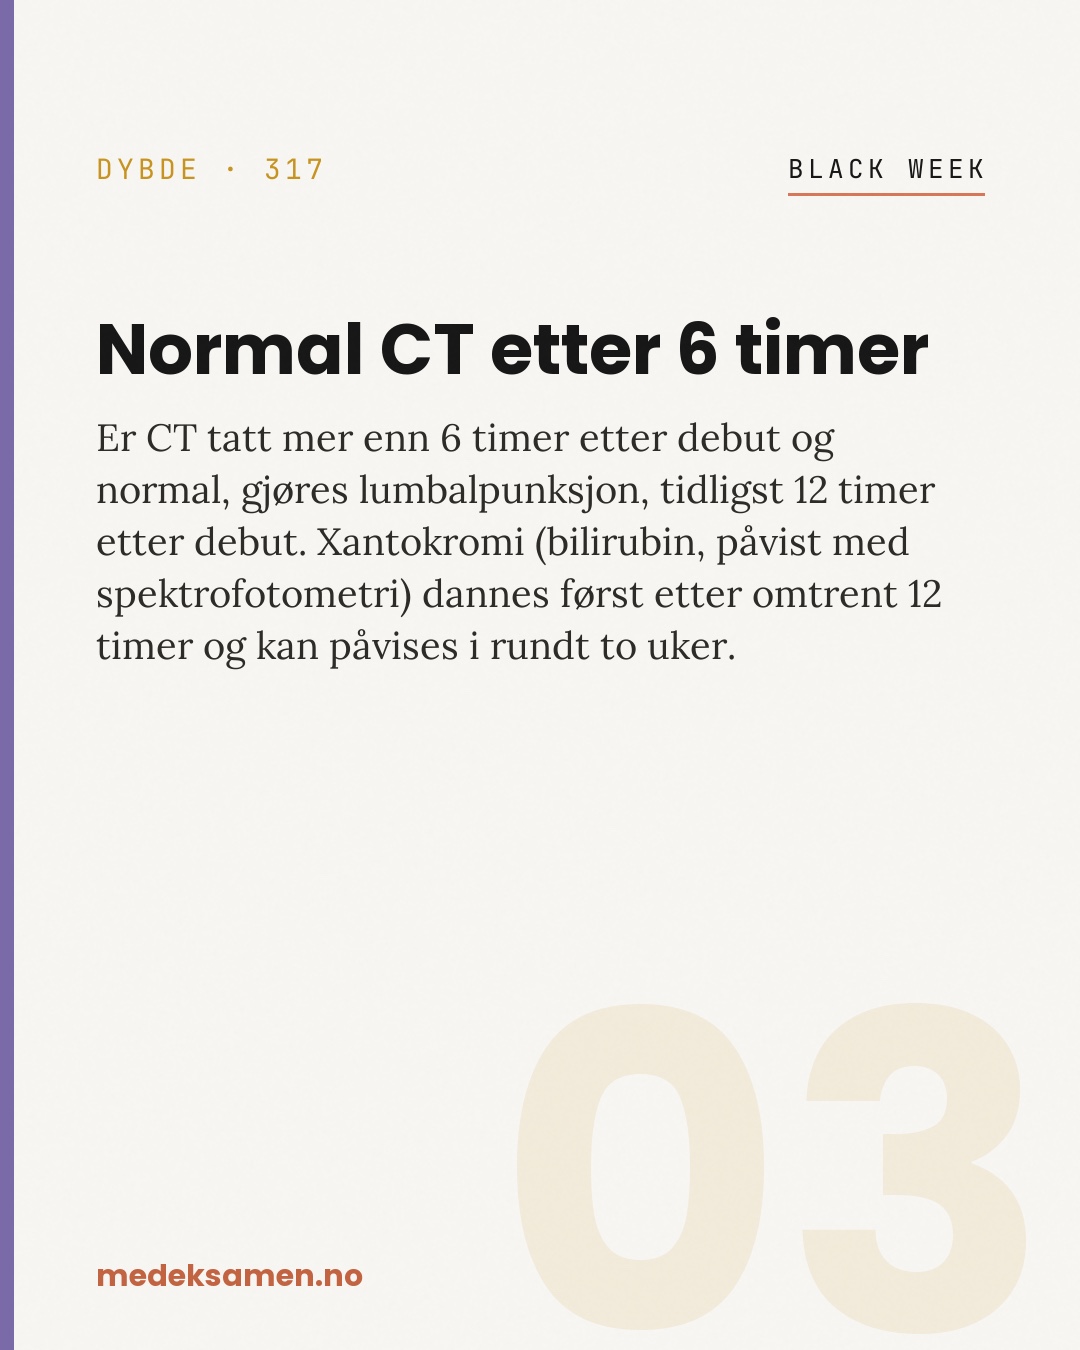 DYBDE · 317
BLACK WEEK
Normal CT etter 6 timer
Er CT tatt mer enn 6 timer etter debut og
normal, gjøres lumbalpunksjon, tidligst 12 timer
etter debut. Xantokromi (bilirubin, påvist med
spektrofotometri) dannes først etter omtrent 12
timer og kan påvises i rundt to uker.
03
medeksamen.no